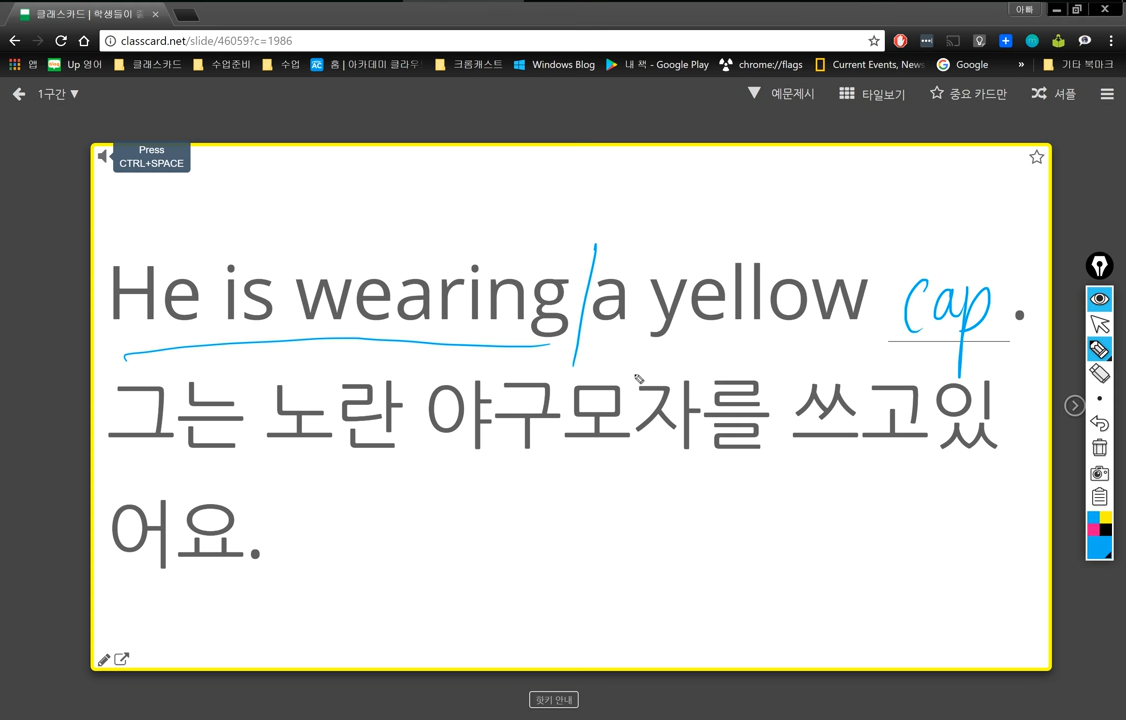 클래스카드 | 학생들이 즐
아빠
classcard.net/slide/46059?c=1986
앱 Up 영어 클래스카드 수업준비 수업 홈 | 아카데미 클라우 크롬캐스트 Windows Blog 내 책 - Google Play chrome://flags Current Events, News Google » 기타 북마크
1구간 ▼ ▼ 예문제시 타일보기 중요 카드만 셔플
Press
CTRL+SPACE
He is wearing / a yellow cap .
그는 노란 야구모자를 쓰고있
어요.
핫키 안내